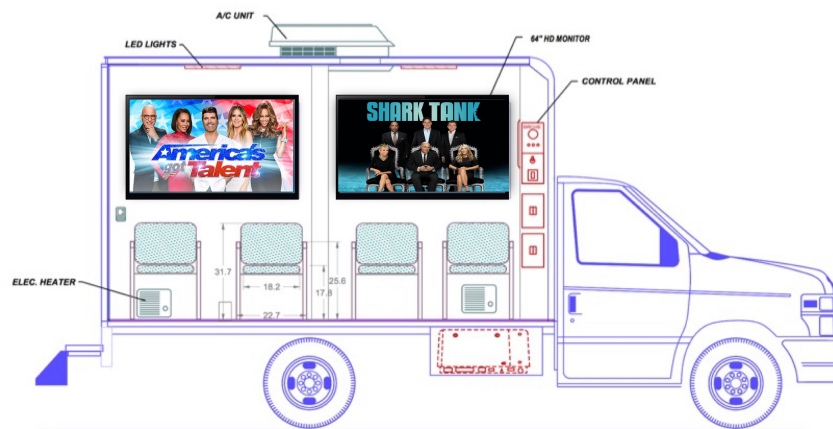 A/C UNIT
LED LIGHTS
64" HD MONITOR
CONTROL PANEL
SHARK TANK
America's
got Talent
ELEC. HEATER
31.7
25.6
18.2
17.8
22.7